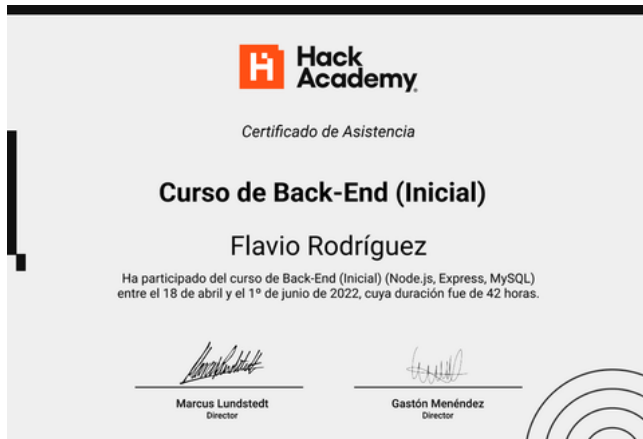 Hack
Academy
Certificado de Asistencia
Curso de Back-End (Inicial)
Flavio Rodríguez
Ha participado del curso de Back-End (Inicial) (Node.js, Express, MySQL)
entre el 18 de abril y el 1º de junio de 2022, cuya duración fue de 42 horas.
Marcus Lundstedt
Director
Gastón Menéndez
Director